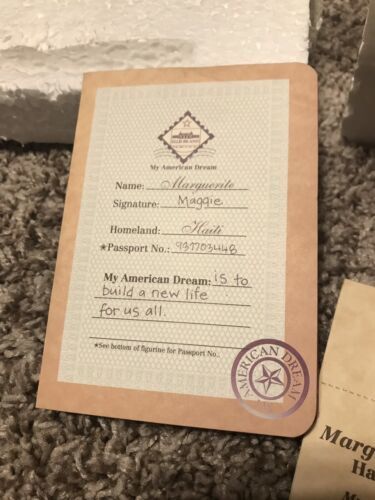 My American Dream
Name: Marguerite
Signature: Maggie
Homeland: Haiti
★Passport No.: 937703448
My American Dream: is to
build a new life
for us all.
★See bottom of figurine for Passport No.
AMERICAN DREAM
Marg
Ha